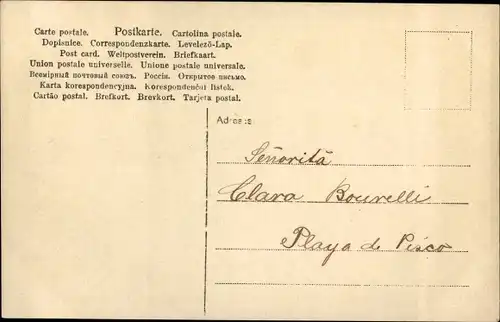 Carte postale. Postkarte. Cartolina postale.
Dopisnice. Correspondenzkarte. Levelező-Lap.
Post card. Weltpostverein. Briefkaart.
Union postale universelle. Unione postale universale.
Всемірный почтовый союзъ. Россія. Открытое письмо.
Karta korespondencyjna. Korespondenční lístek.
Cartão postal. Brefkort. Brevkort. Tarjeta postal.
Adresse
Señorita
Clara Bourelli
Playa de Pisco